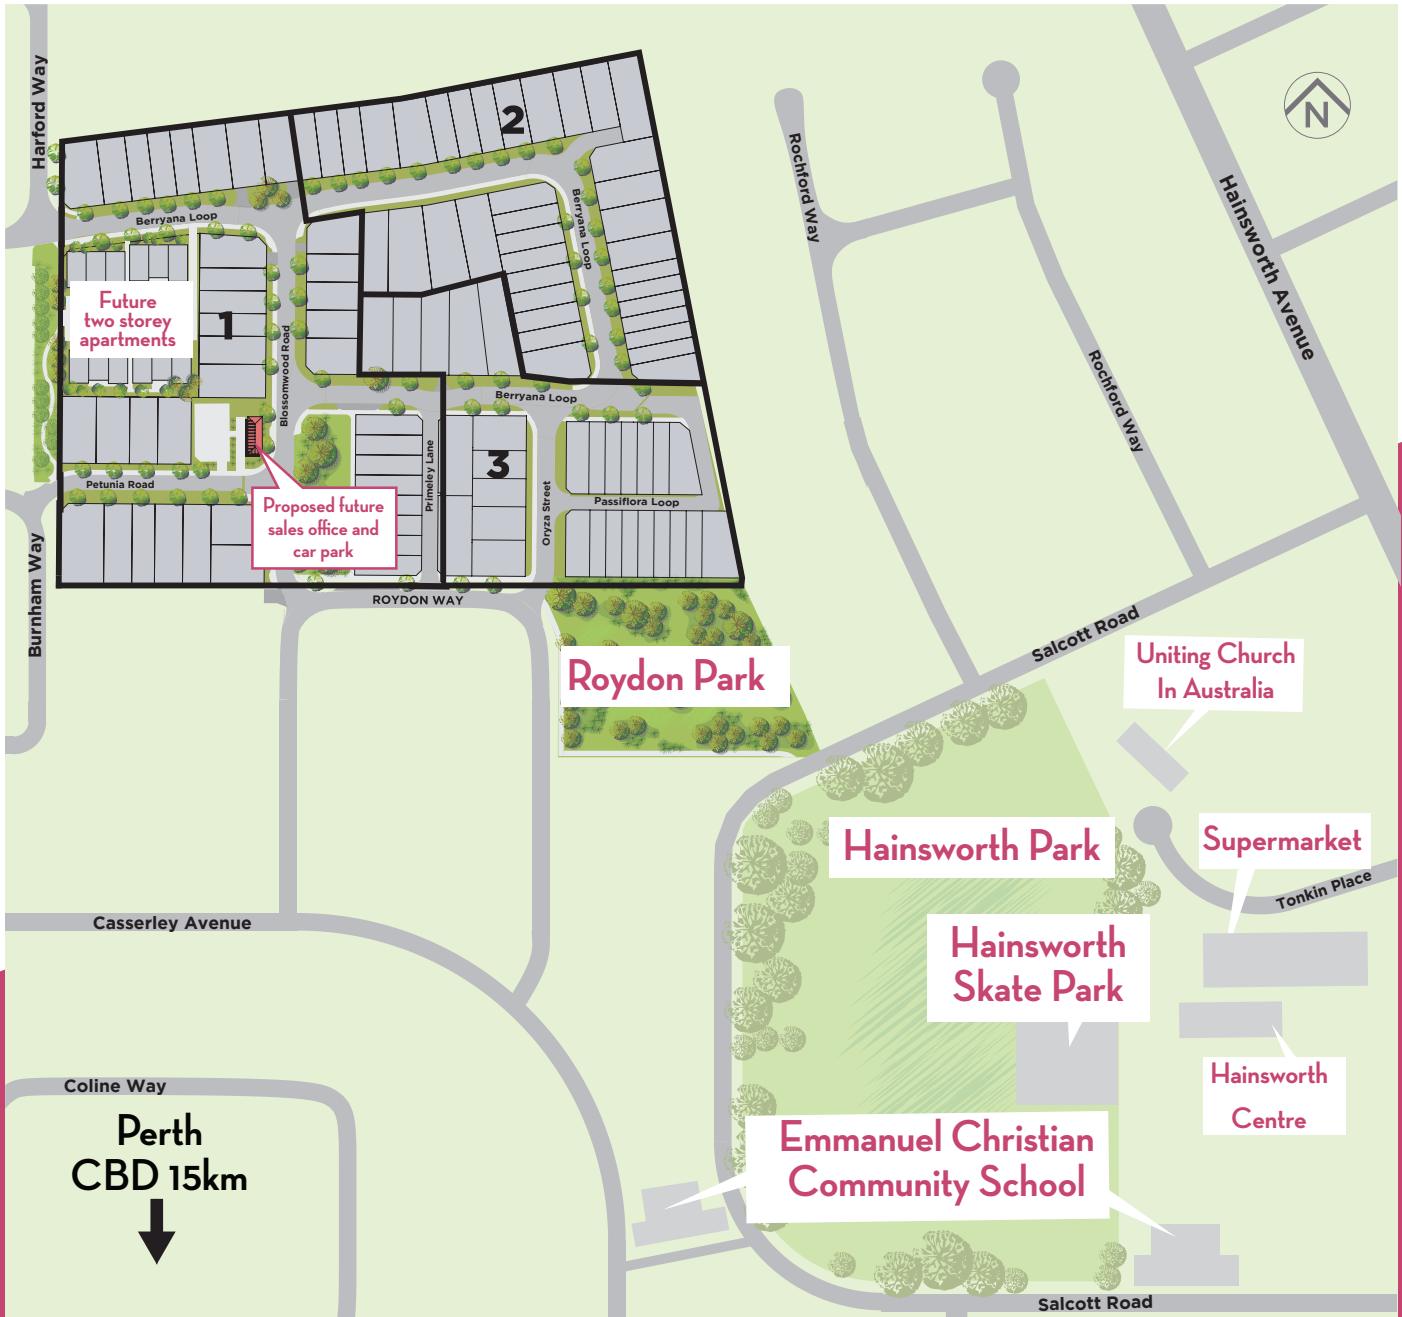 Harford Way
2
Rochford Way
N
Hainsworth Avenue
Berryana Loop
Berryana Loop
Future
two storey
apartments
1
Blossomwood Road
Rochford Way
Berryana Loop
Primeley Lane
3
Petunia Road
Oryza Street
Passiflora Loop
Proposed future
sales office and
car park
Burnham Way
ROYDON WAY
Salcott Road
Uniting Church
In Australia
Roydon Park
Hainsworth Park
Supermarket
Tonkin Place
Casserley Avenue
Hainsworth
Skate Park
Hainsworth
Centre
Coline Way
Perth
CBD 15km
Emmanuel Christian
Community School
Salcott Road